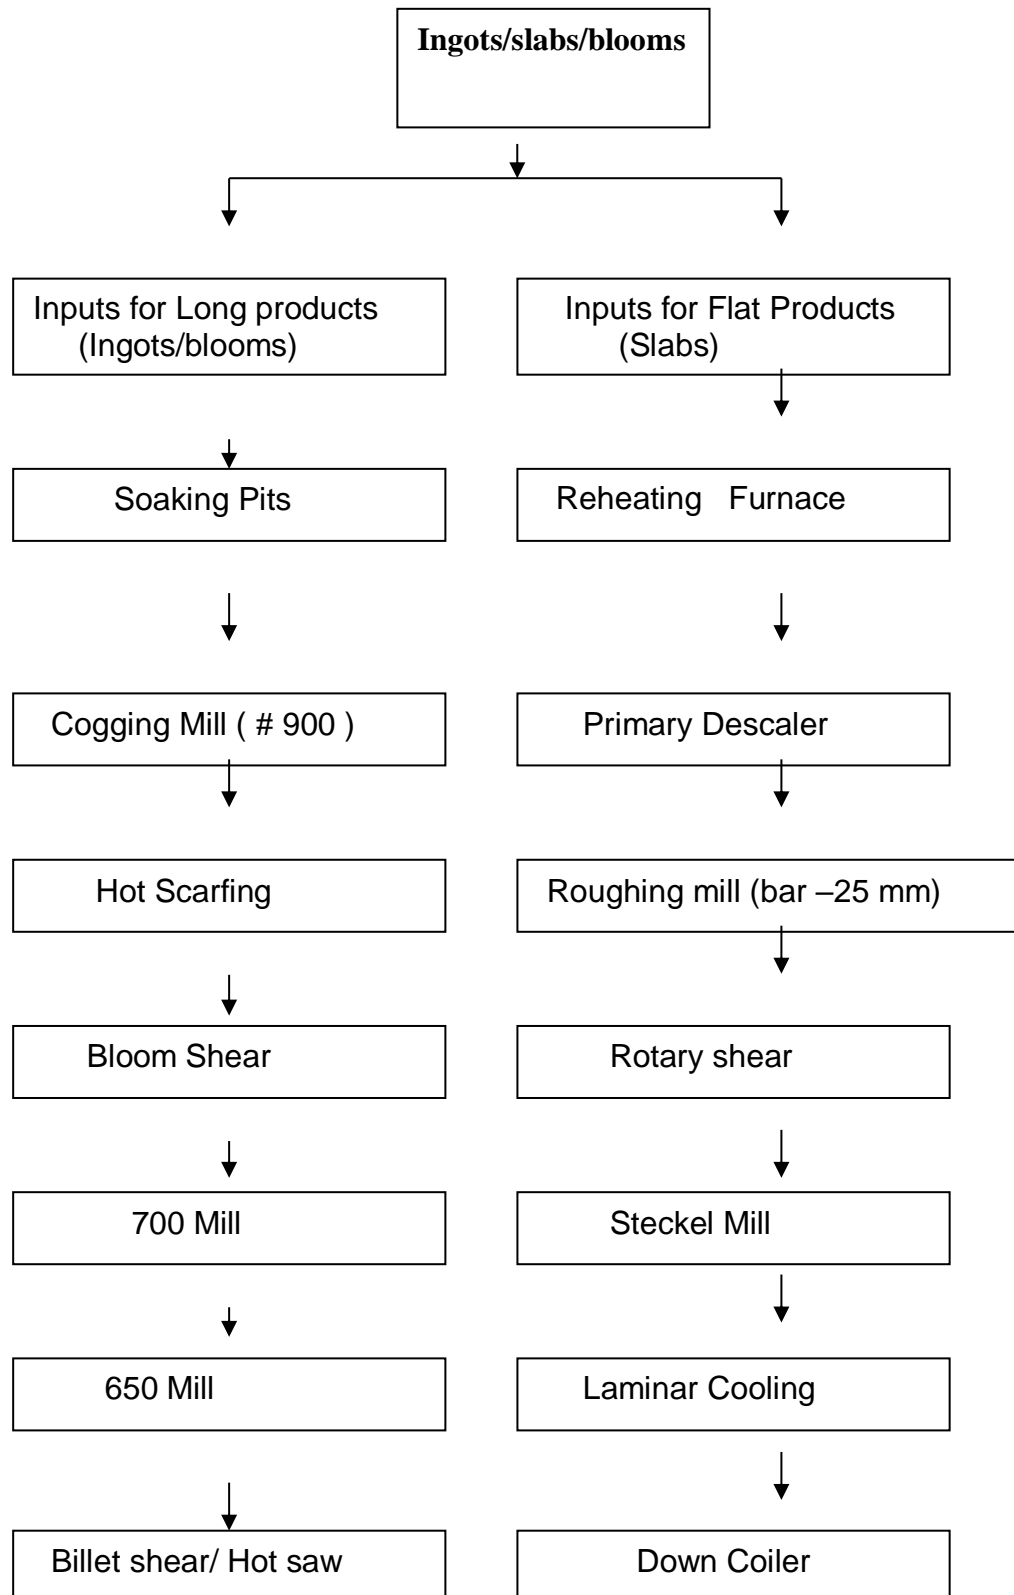 Ingots/slabs/blooms
Inputs for Long products
(Ingots/blooms)
Inputs for Flat Products
(Slabs)
Soaking Pits
Reheating Furnace
Cogging Mill ( # 900 )
Primary Descaler
Hot Scarfing
Roughing mill (bar –25 mm)
Bloom Shear
Rotary shear
700 Mill
Steckel Mill
650 Mill
Laminar Cooling
Billet shear/ Hot saw
Down Coiler